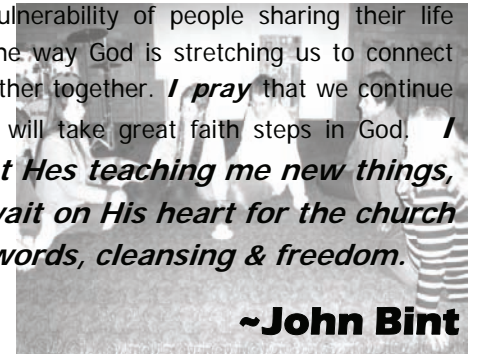 ulnerability of people sharing their life
he way God is stretching us to connect
ther together. I pray that we continue
will take great faith steps in God. I
t Hes teaching me new things,
vait on His heart for the church
words, cleansing & freedom.
~John Bint